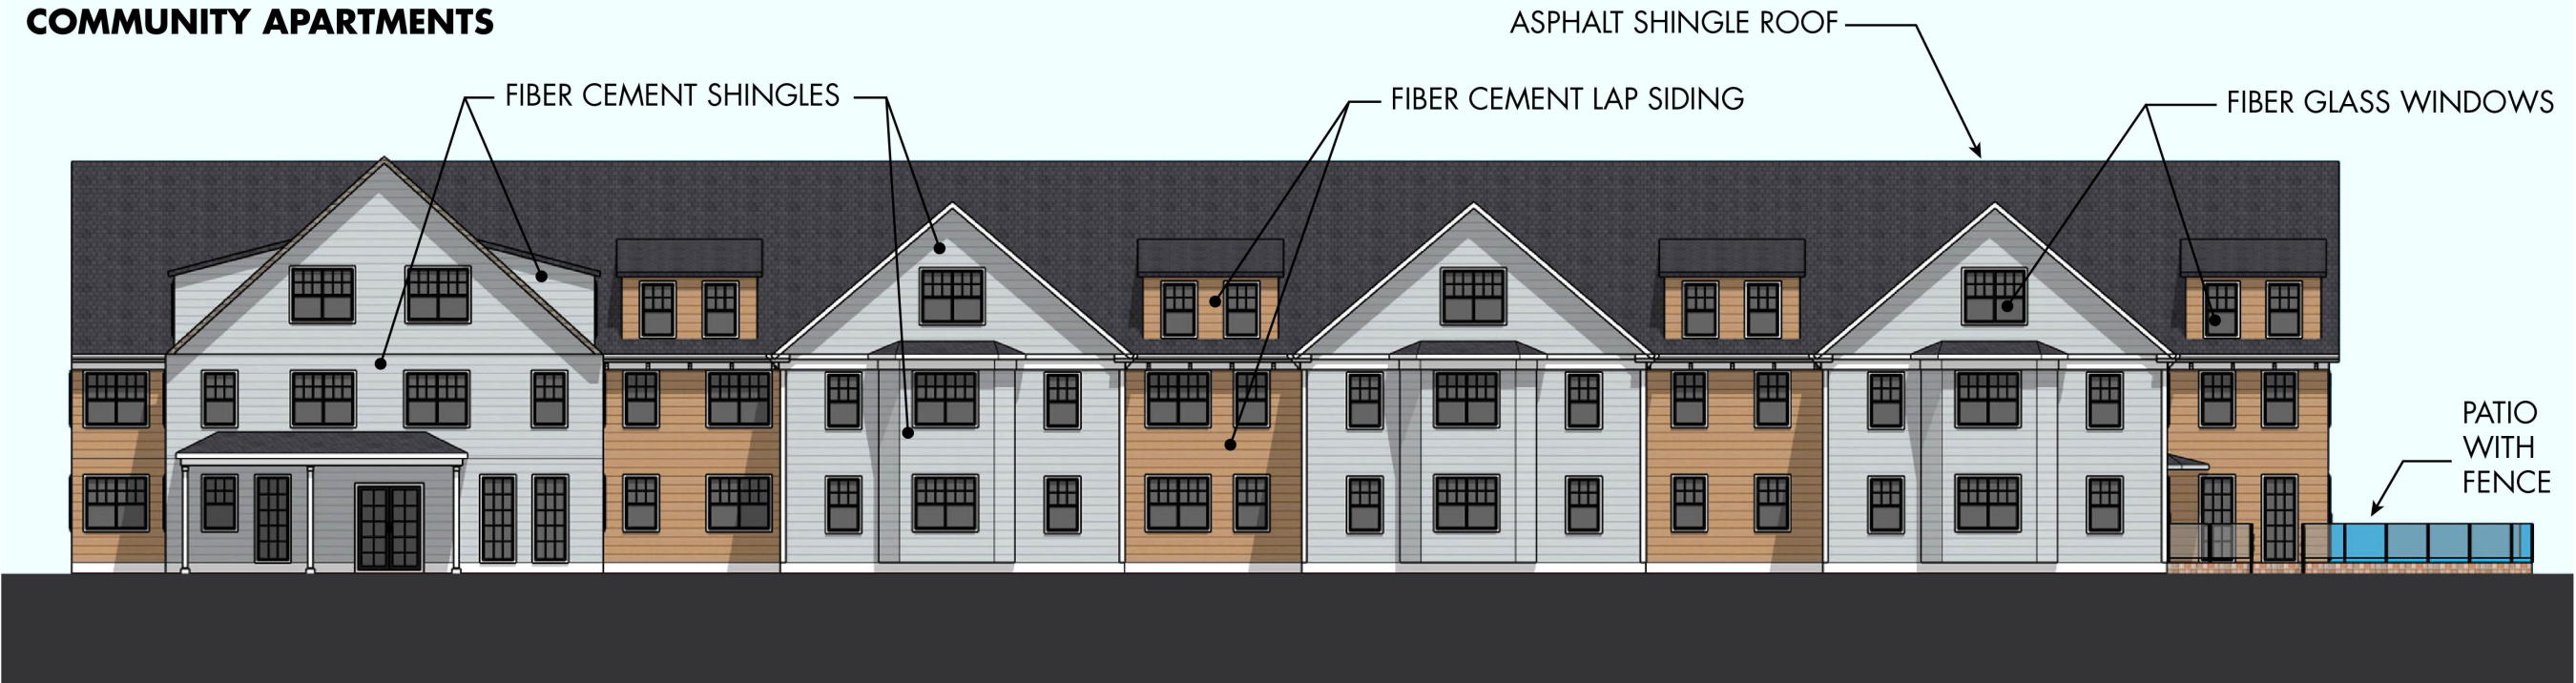 COMMUNITY APARTMENTS
ASPHALT SHINGLE ROOF
FIBER CEMENT SHINGLES
FIBER CEMENT LAP SIDING
FIBER GLASS WINDOWS
PATIO
WITH
FENCE